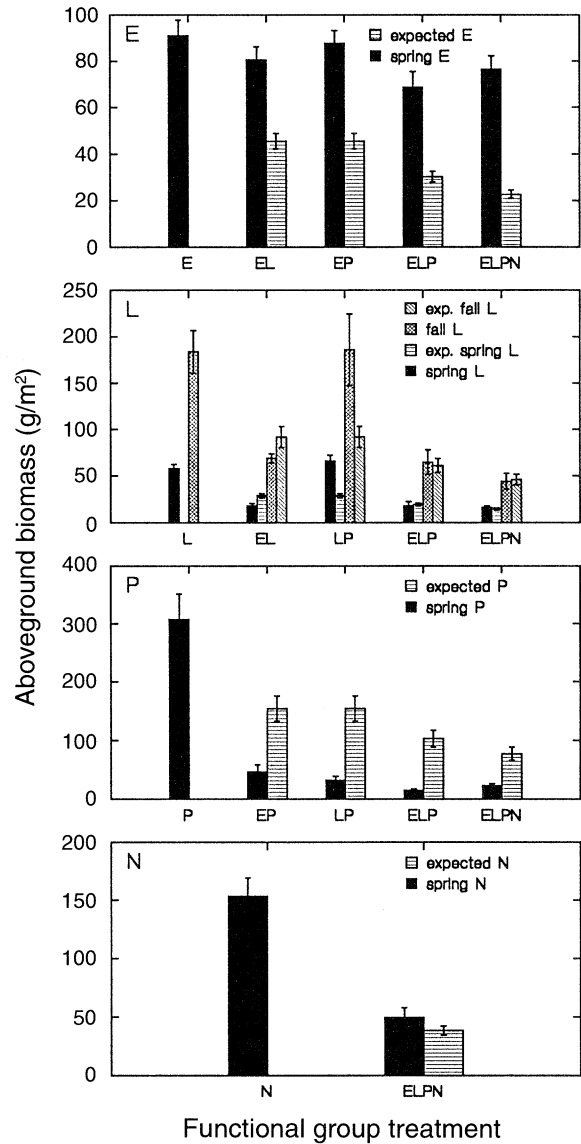 Aboveground biomass (g/m²)
E
expected E
spring E
100
80
60
40
20
0
E EL EP ELP ELPN
L
exp. fall L
fall L
exp. spring L
spring L
250
200
150
100
50
0
L EL LP ELP ELPN
P
expected P
spring P
400
300
200
100
0
P EP LP ELP ELPN
N
expected N
spring N
200
150
100
50
0
N ELPN
Functional group treatment